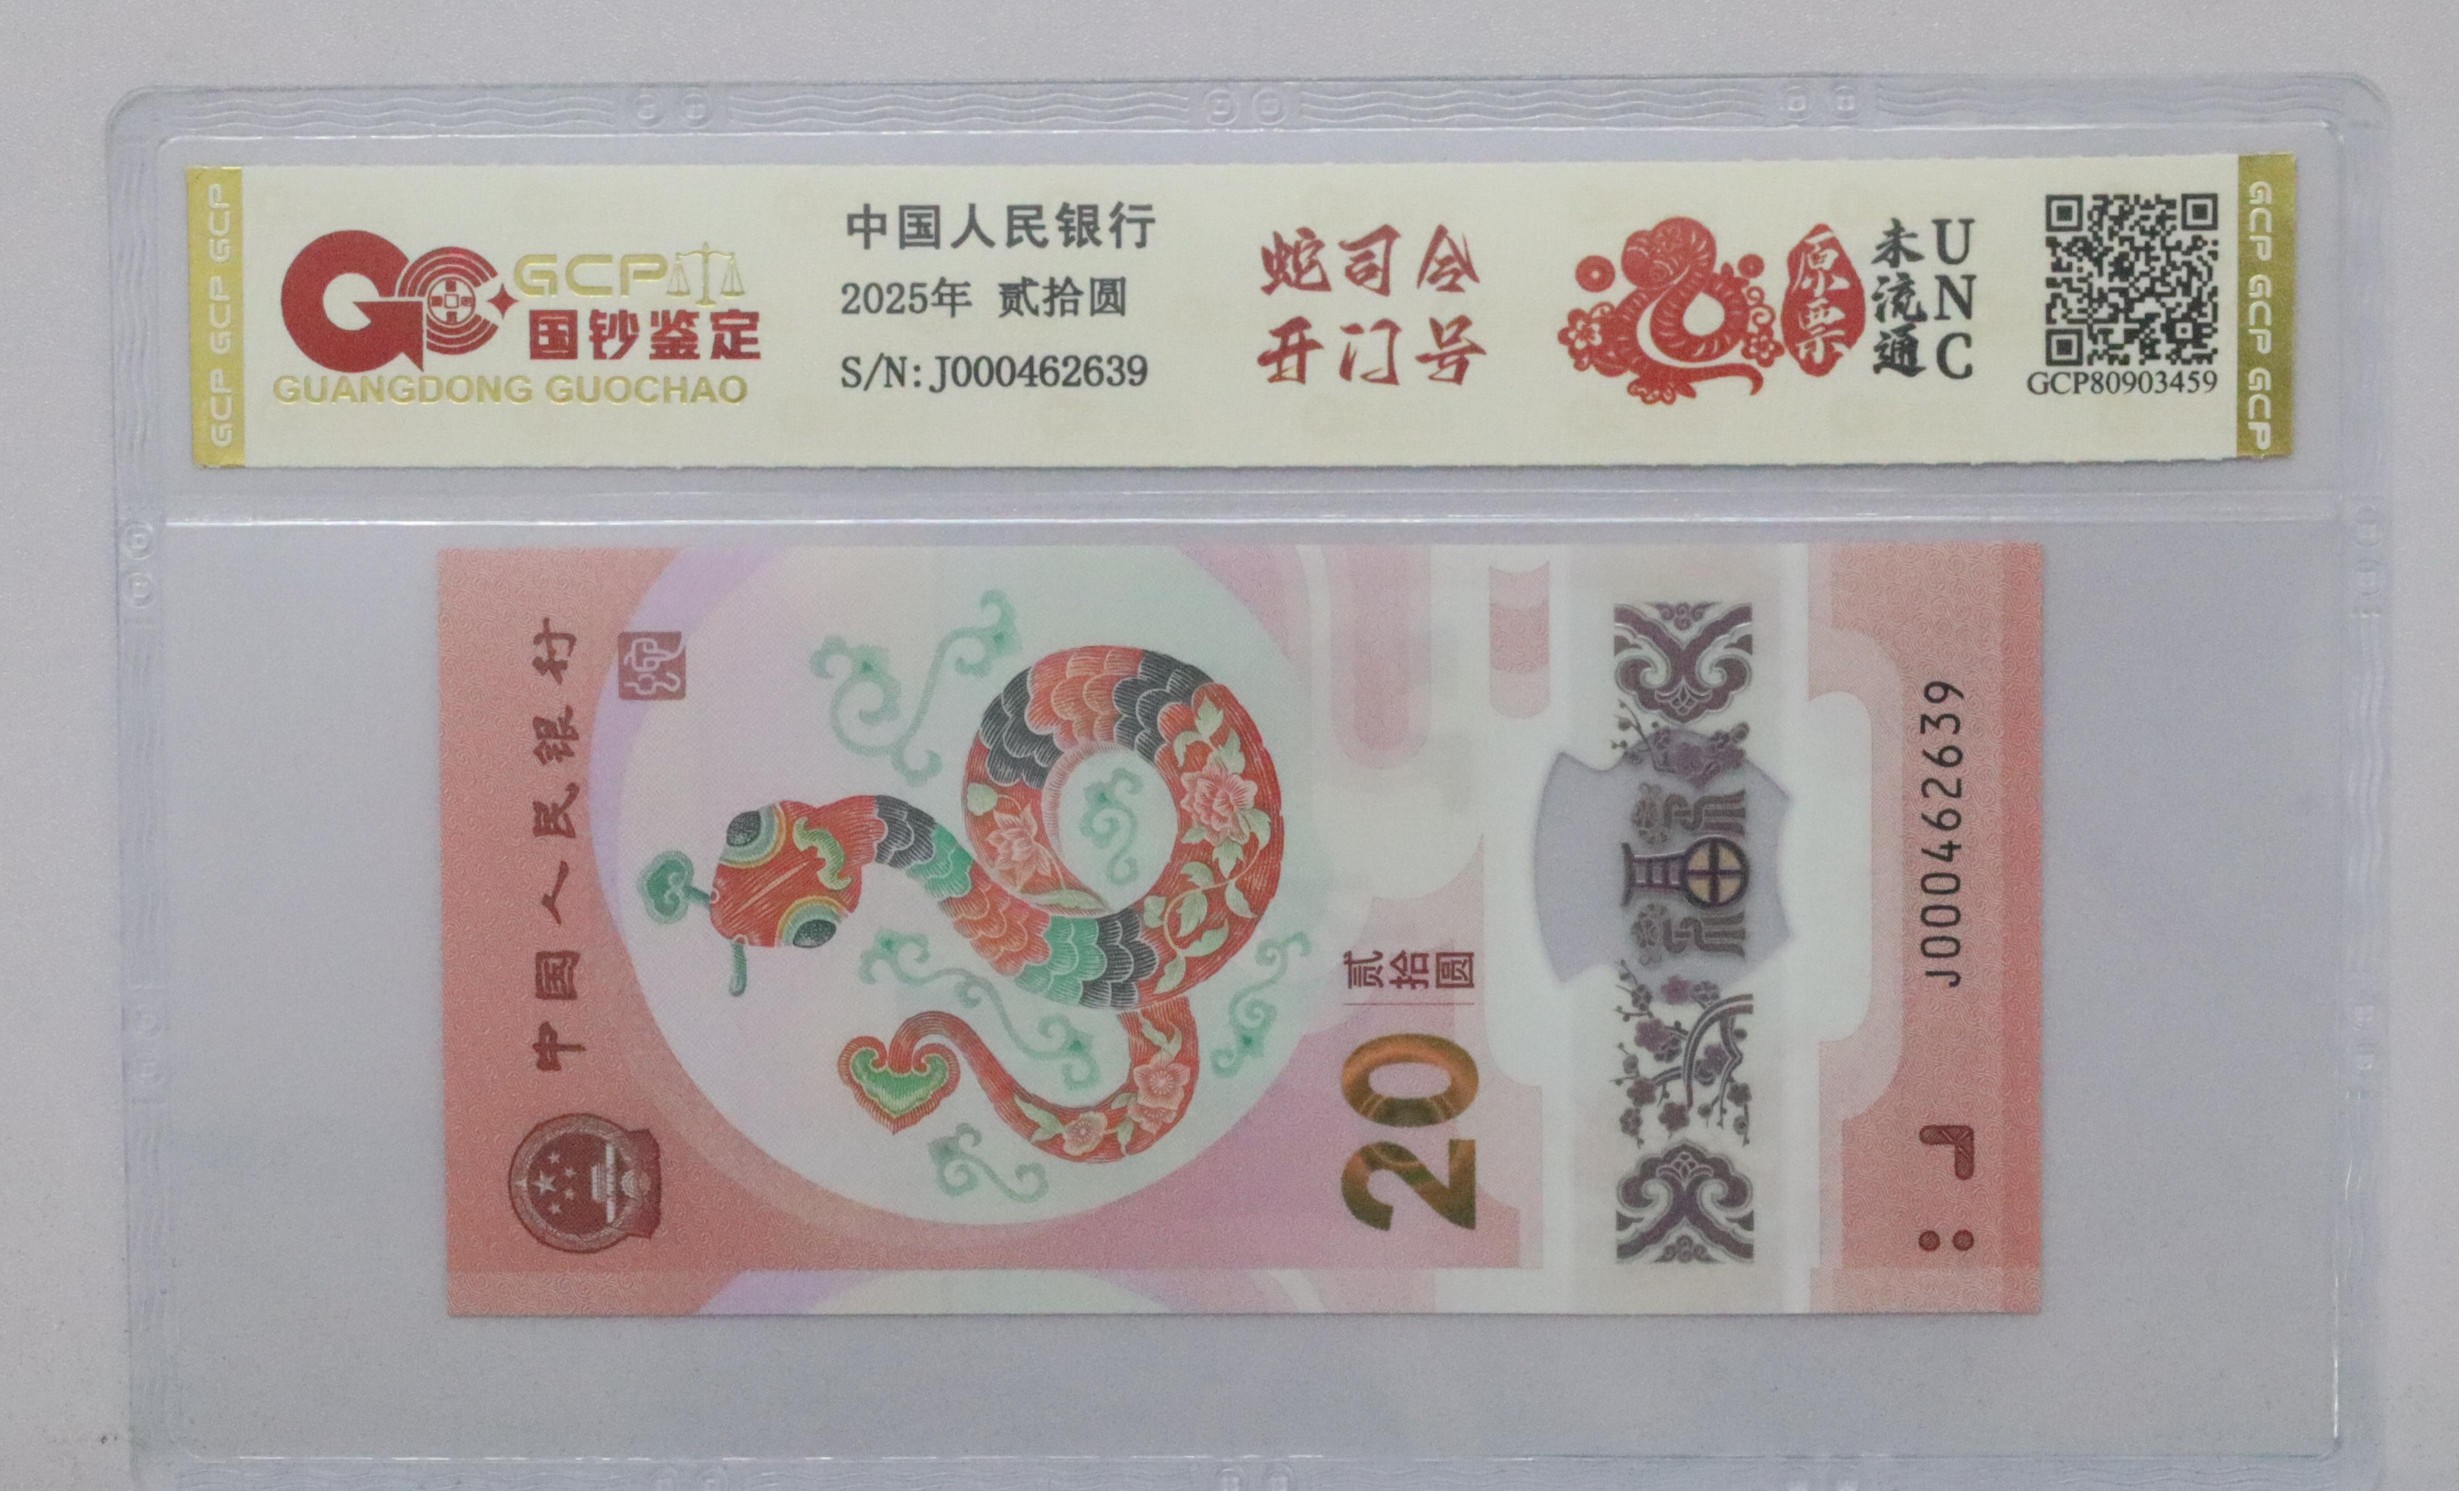 GCP
国钞鉴定
GUANGDONG GUOCHAO
中国人民银行
2025年 贰拾圆
S/N: J000462639
蛇司令
开门号
原票
未流通
UNC
GCP80903459
GCP GCP GCP
GCP GCP GCP GCP
中国人民银行
贰拾圆
20
J000462639